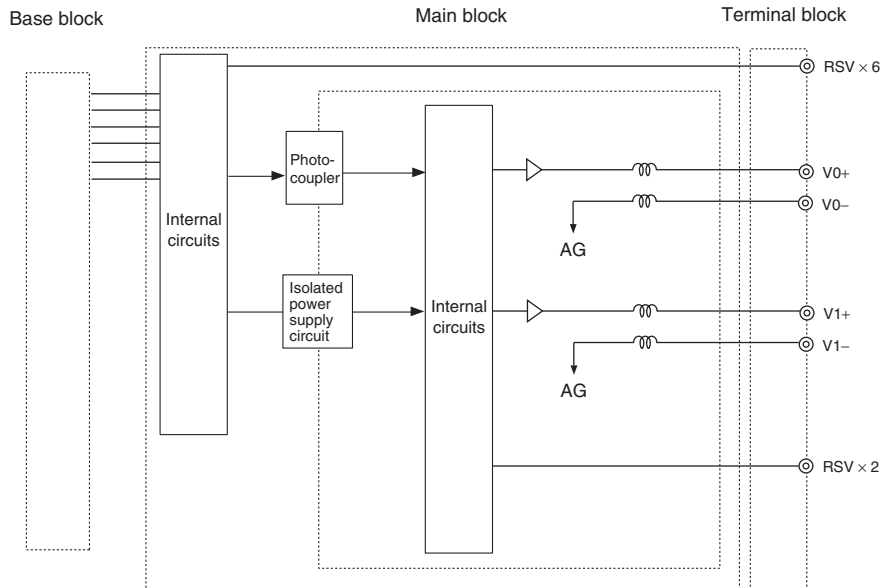 Base block
Main block
Terminal block
RSV × 6
Photo-
coupler
V0+
V0−
AG
Internal
circuits
Isolated
power
supply
circuit
Internal
circuits
V1+
V1−
AG
RSV × 2